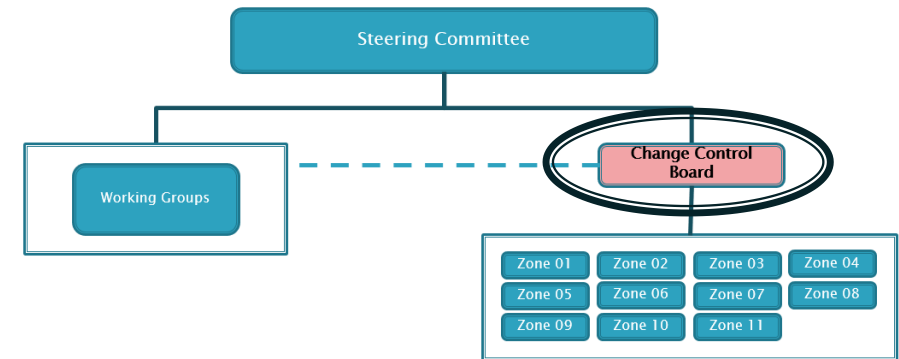 Steering Committee
Working Groups
Change Control
Board
Zone 01
Zone 02
Zone 03
Zone 04
Zone 05
Zone 06
Zone 07
Zone 08
Zone 09
Zone 10
Zone 11